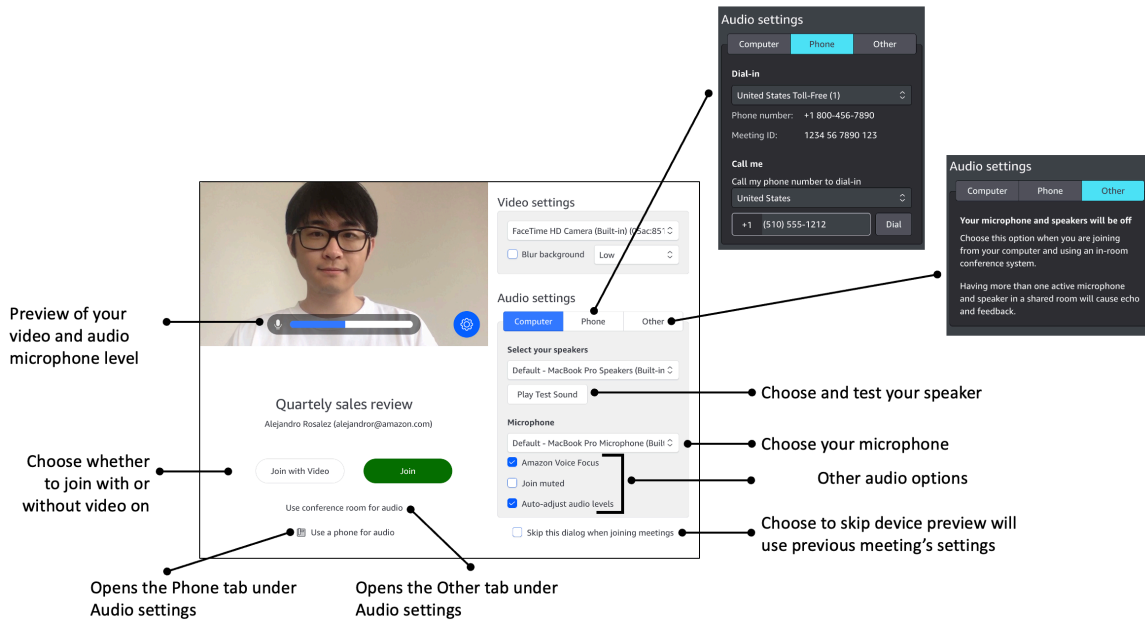 Audio settings
Computer
Phone
Other
Dial-in
United States Toll-Free (1)
Phone number: +1 800-456-7890
Meeting ID: 1234 56 7890 123
Call me
Call my phone number to dial-in
United States
+1 (510) 555-1212
Dial
Audio settings
Computer
Phone
Other
Your microphone and speakers will be off
Choose this option when you are joining
from your computer and using an in-room
conference system.
Having more than one active microphone
and speaker in a shared room will cause echo
and feedback.
Video settings
FaceTime HD Camera (Built-in) (05ac:851
Blur background
Low
Audio settings
Computer
Phone
Other
Select your speakers
Default - MacBook Pro Speakers (Built-in
Play Test Sound
Microphone
Default - MacBook Pro Microphone (Buil
Amazon Voice Focus
Join muted
Auto-adjust audio levels
Skip this dialog when joining meetings
Quartely sales review
Alejandro Rosalez (alejandror@amazon.com)
Join with Video
Join
Use conference room for audio
Use a phone for audio
Preview of your
video and audio
microphone level
Choose whether
to join with or
without video on
Opens the Phone tab under
Audio settings
Opens the Other tab under
Audio settings
Choose and test your speaker
Choose your microphone
Other audio options
Choose to skip device preview will
use previous meeting's settings